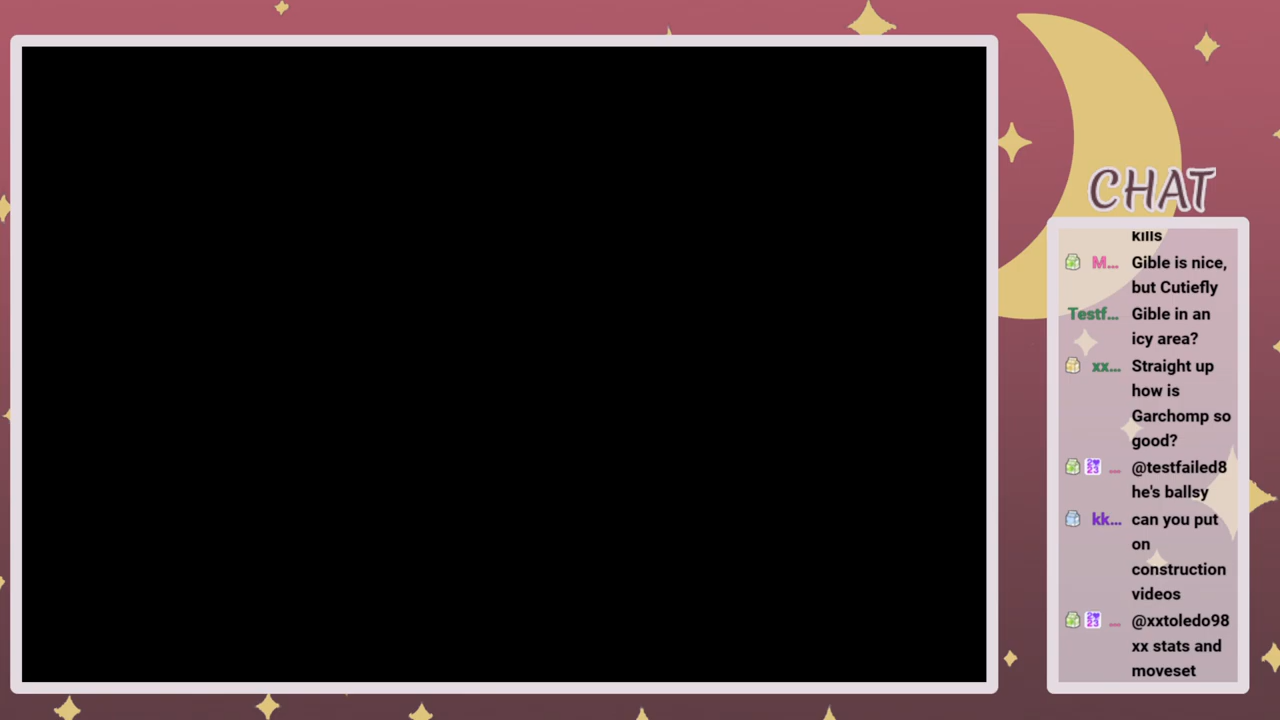 CHAT
kills
M... Gible is nice,
but Cutiefly
Testf... Gible in an
icy area?
xx... Straight up
how is
Garchomp so
good?
... @testfailed8
he's ballsy
kk... can you put
on
construction
videos
... @xxtoledo98
xx stats and
moveset